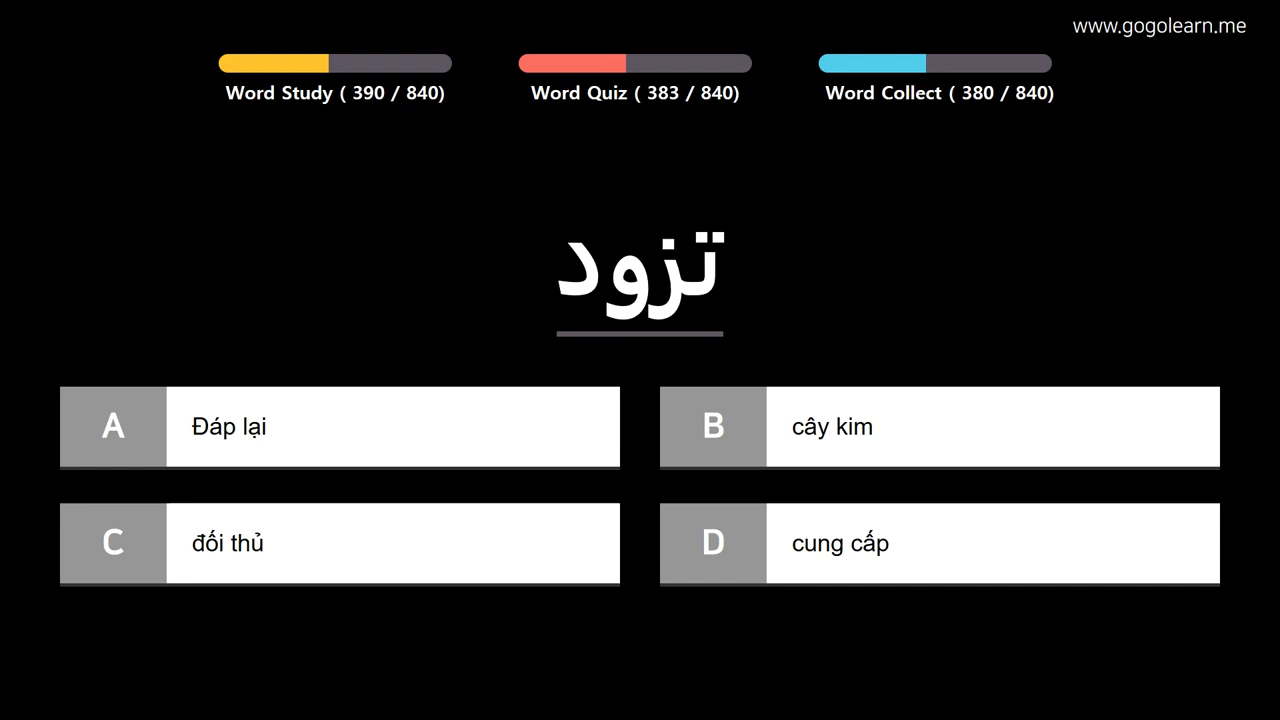 www.gogolearn.me
Word Study ( 390 / 840)
Word Quiz ( 383 / 840)
Word Collect ( 380 / 840)
تزود
A
Đáp lại
B
cây kim
C
đối thủ
D
cung cấp